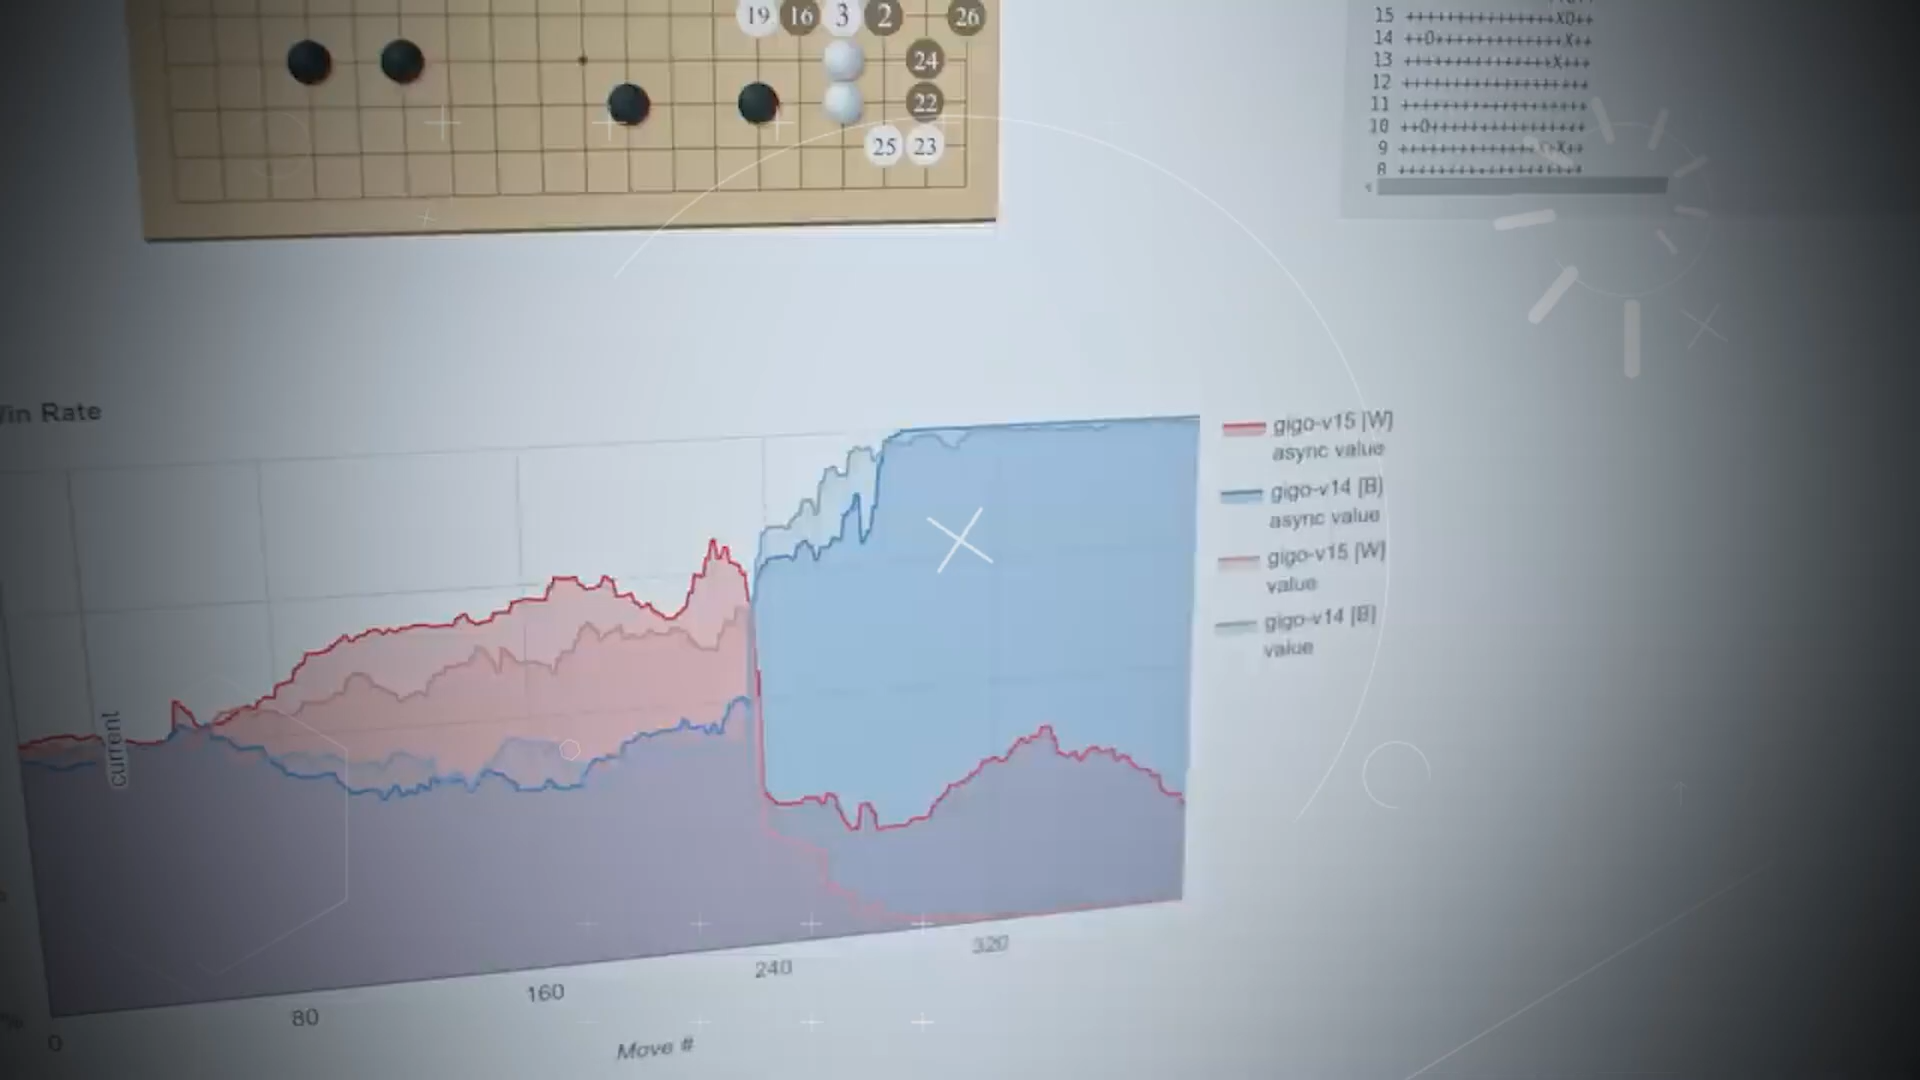 19 16 3 2 26
24
22
25 23
15 +++++++++++++++XO++
14 ++O+++++++++++++X++
13 +++++++++++++++X+++
12 +++++++++++++++++++
11 +++++++++++++++++++
10 ++O++++++++++++++++
9
8 +++++++++++++++++++
Win Rate
current
gigo-v15 [W]
async value
gigo-v14 [B]
async value
gigo-v15 [W]
value
gigo-v14 [B]
value
0 80 160 240 320
Move #